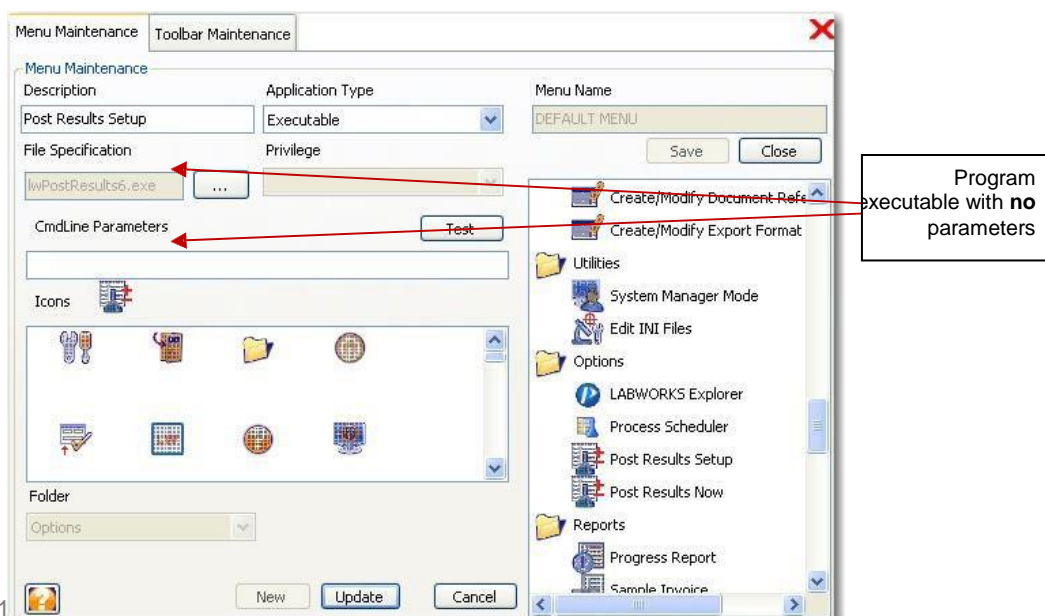 Menu Maintenance
Toolbar Maintenance
Menu Maintenance
Description
Application Type
Menu Name
Post Results Setup
Executable
DEFAULT MENU
File Specification
Privilege
Save
Close
lwPostResults6.exe
...
CmdLine Parameters
Test
Icons
Folder
Options
New
Update
Cancel
Create/Modify Document Refe
Create/Modify Export Format
Utilities
System Manager Mode
Edit INI Files
Options
LABWORKS Explorer
Process Scheduler
Post Results Setup
Post Results Now
Reports
Progress Report
Sample Invoice
Program
executable with no
parameters
1